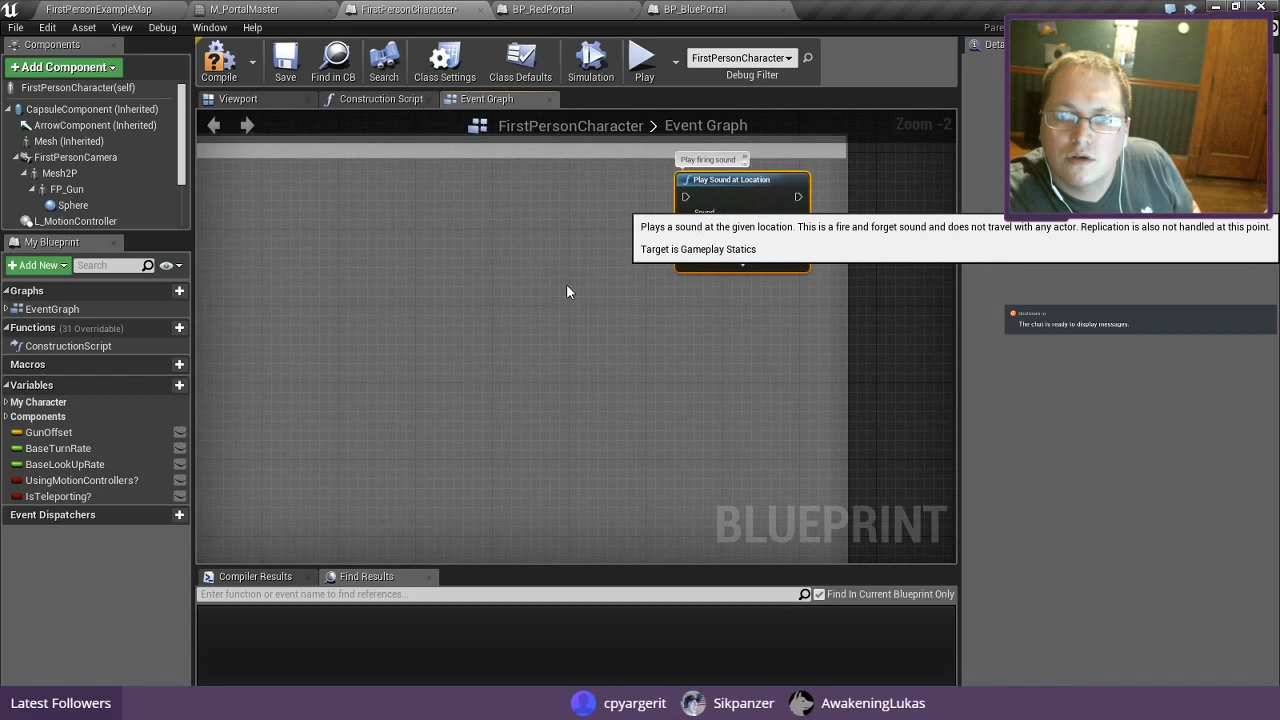 FirstPersonExampleMap
M_PortalMaster
FirstPersonCharacter*
BP_RedPortal
BP_BluePortal
File Edit Asset View Debug Window Help
Components
Add Component
FirstPersonCharacter(self)
CapsuleComponent (Inherited)
ArrowComponent (Inherited)
Mesh (Inherited)
FirstPersonCamera
Mesh2P
FP_Gun
Sphere
L_MotionController
Compile
Save
Find in CB
Search
Class Settings
Class Defaults
Simulation
Play
FirstPersonCharacter
Debug Filter
Viewport
Construction Script
Event Graph
FirstPersonCharacter > Event Graph
Zoom -2
Play firing sound
Play Sound at Location
Plays a sound at the given location. This is a fire and forget sound and does not travel with any actor. Replication is also not handled at this point.
Target is Gameplay Statics
The chat is ready to display messages.
My Blueprint
Add New
Search
Graphs
EventGraph
Functions (31 Overridable)
ConstructionScript
Macros
Variables
My Character
Components
GunOffset
BaseTurnRate
BaseLookUpRate
UsingMotionControllers?
IsTeleporting?
Event Dispatchers
BLUEPRINT
Compiler Results
Find Results
Enter function or event name to find references...
Find In Current Blueprint Only
Latest Followers
cpyargerit
Sikpanzer
AwakeningLukas